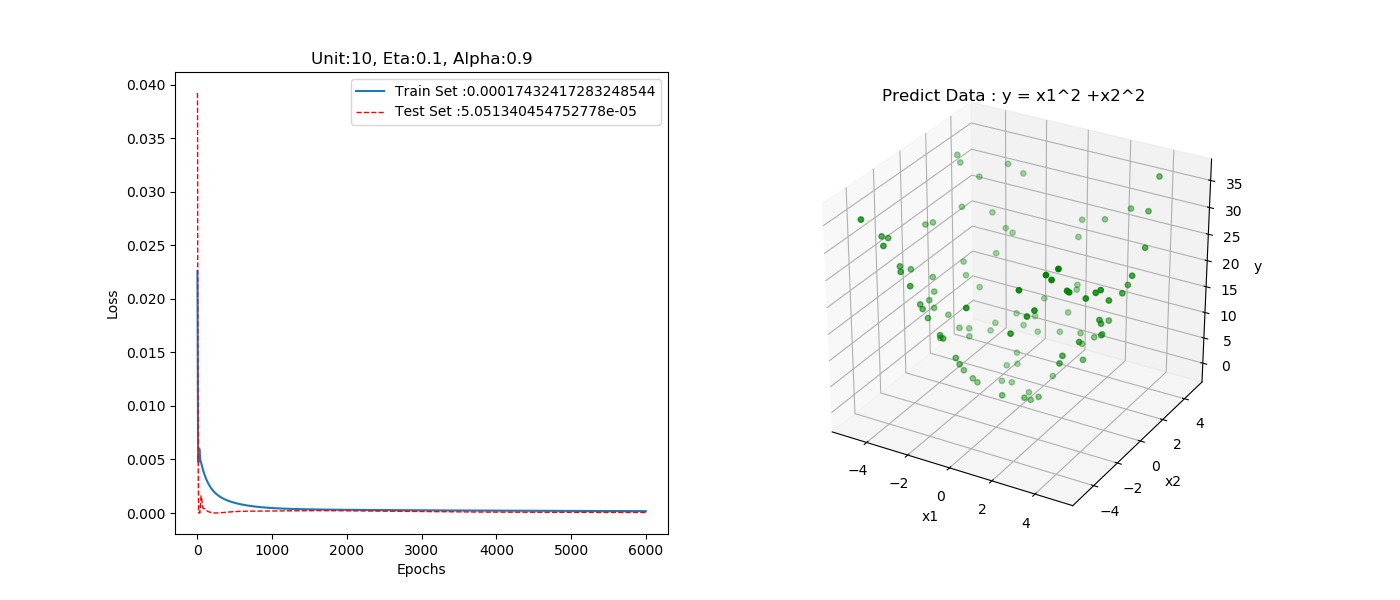 Unit:10, Eta:0.1, Alpha:0.9
Train Set :0.00017432417283248544
Test Set :5.051340454752778e-05
0.040
0.035
0.030
0.025
0.020
0.015
0.010
0.005
0.000
Loss
0 1000 2000 3000 4000 5000 6000
Epochs
Predict Data : y = x1^2 +x2^2
35
30
25
20
15
10
5
0
y
4
2
0
−2
−4
x2
−4
−2
0
2
4
x1